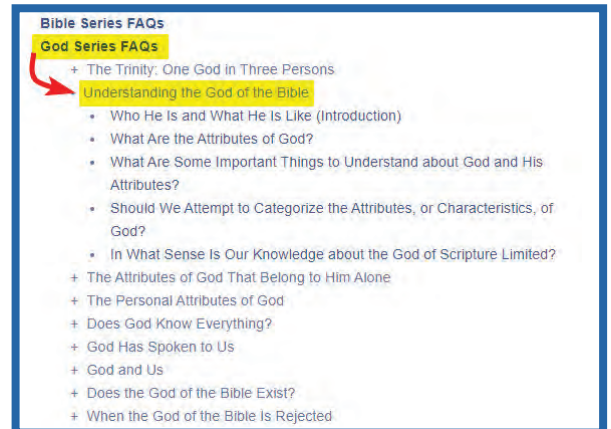 Bible Series FAQs
God Series FAQs
+ The Trinity: One God in Three Persons
Understanding the God of the Bible
• Who He Is and What He Is Like (Introduction)
• What Are the Attributes of God?
• What Are Some Important Things to Understand about God and His
Attributes?
• Should We Attempt to Categorize the Attributes, or Characteristics, of
God?
• In What Sense Is Our Knowledge about the God of Scripture Limited?
+ The Attributes of God That Belong to Him Alone
+ The Personal Attributes of God
+ Does God Know Everything?
+ God Has Spoken to Us
+ God and Us
+ Does the God of the Bible Exist?
+ When the God of the Bible Is Rejected